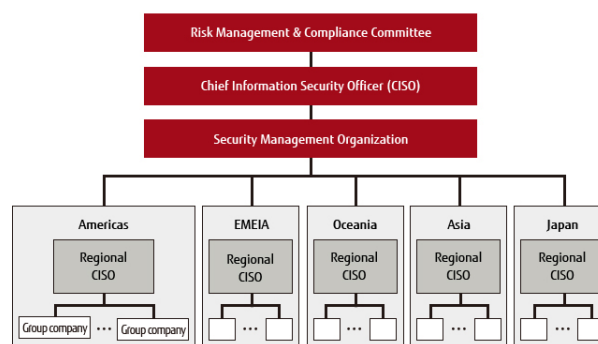 Risk Management & Compliance Committee
Chief Information Security Officer (CISO)
Security Management Organization
Americas
EMEIA
Oceania
Asia
Japan
Regional
CISO
Regional
CISO
Regional
CISO
Regional
CISO
Regional
CISO
Group company
...
Group company
...
...
...
...